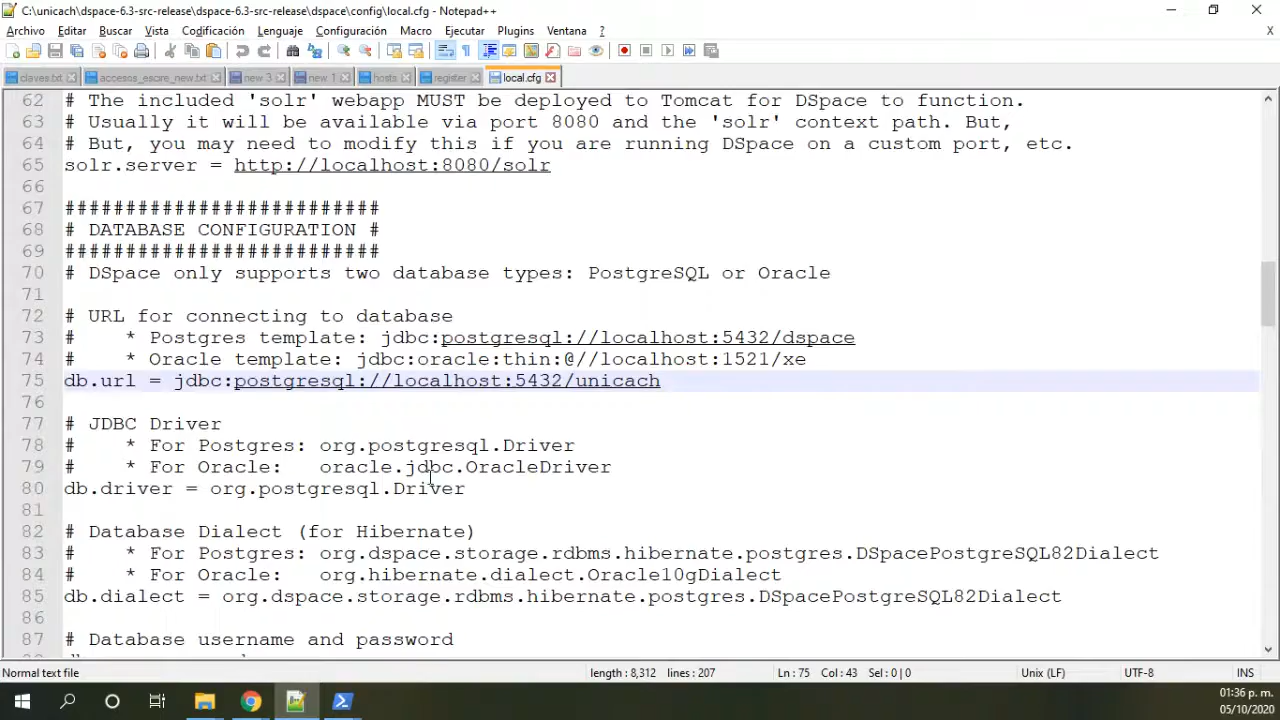 C:\unicach\dspace-6.3-src-release\dspace-6.3-src-release\dspace\config\local.cfg - Notepad++
Archivo Editar Buscar Vista Codificación Lenguaje Configuración Macro Ejecutar Plugins Ventana ? X
claves.txt accesos_escire_new.txt new 3 new 1 hosts register local.cfg
62 # The included 'solr' webapp MUST be deployed to Tomcat for DSpace to function.
63 # Usually it will be available via port 8080 and the 'solr' context path. But,
64 # But, you may need to modify this if you are running DSpace on a custom port, etc.
65 solr.server = http://localhost:8080/solr
66
67 ##########################
68 # DATABASE CONFIGURATION #
69 ##########################
70 # DSpace only supports two database types: PostgreSQL or Oracle
71
72 # URL for connecting to database
73 #    * Postgres template: jdbc:postgresql://localhost:5432/dspace
74 #    * Oracle template: jdbc:oracle:thin:@//localhost:1521/xe
75 db.url = jdbc:postgresql://localhost:5432/unicach
76
77 # JDBC Driver
78 #    * For Postgres: org.postgresql.Driver
79 #    * For Oracle:   oracle.jdbc.OracleDriver
80 db.driver = org.postgresql.Driver
81
82 # Database Dialect (for Hibernate)
83 #    * For Postgres: org.dspace.storage.rdbms.hibernate.postgres.DSpacePostgreSQL82Dialect
84 #    * For Oracle:   org.hibernate.dialect.Oracle10gDialect
85 db.dialect = org.dspace.storage.rdbms.hibernate.postgres.DSpacePostgreSQL82Dialect
86
87 # Database username and password
Normal text file length : 8,312 lines : 207 Ln : 75 Col : 43 Sel : 0 | 0 Unix (LF) UTF-8 INS
01:36 p. m.
05/10/2020